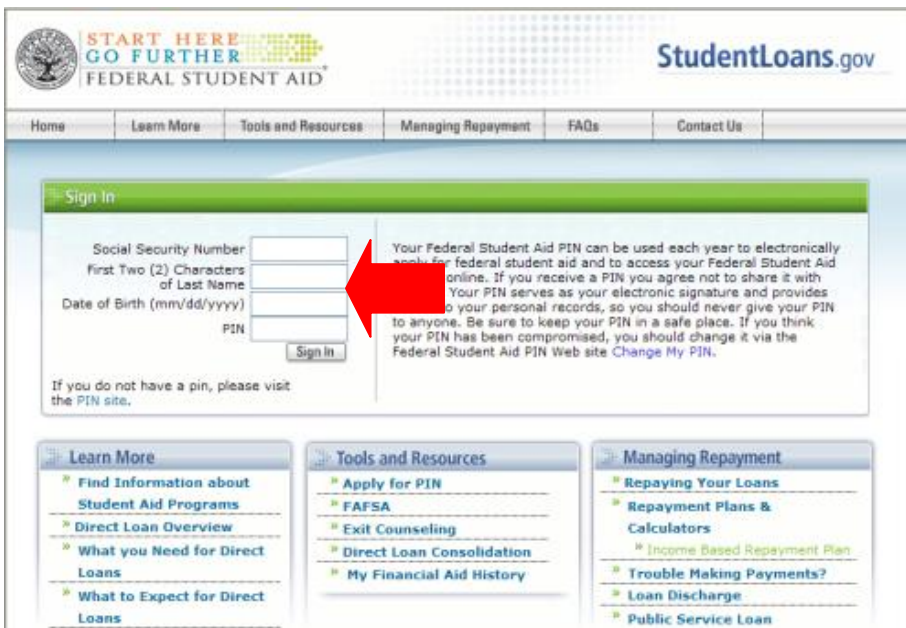 START HERE
GO FURTHER
FEDERAL STUDENT AID
StudentLoans.gov
Home Learn More Tools and Resources Managing Repayment FAQs Contact Us
Sign In
Social Security Number
First Two (2) Characters
of Last Name
Date of Birth (mm/dd/yyyy)
PIN
Sign In
If you do not have a pin, please visit
the PIN site.
Your Federal Student Aid PIN can be used each year to electronically
apply for federal student aid and to access your Federal Student Aid
online. If you receive a PIN you agree not to share it with
Your PIN serves as your electronic signature and provides
to your personal records, so you should never give your PIN
to anyone. Be sure to keep your PIN in a safe place. If you think
your PIN has been compromised, you should change it via the
Federal Student Aid PIN Web site Change My PIN.
Learn More
» Find Information about
Student Aid Programs
» Direct Loan Overview
» What you Need for Direct
Loans
» What to Expect for Direct
Loans
Tools and Resources
» Apply for PIN
» FAFSA
» Exit Counseling
» Direct Loan Consolidation
» My Financial Aid History
Managing Repayment
» Repaying Your Loans
» Repayment Plans &
Calculators
» Income Based Repayment Plan
» Trouble Making Payments?
» Loan Discharge
» Public Service Loan